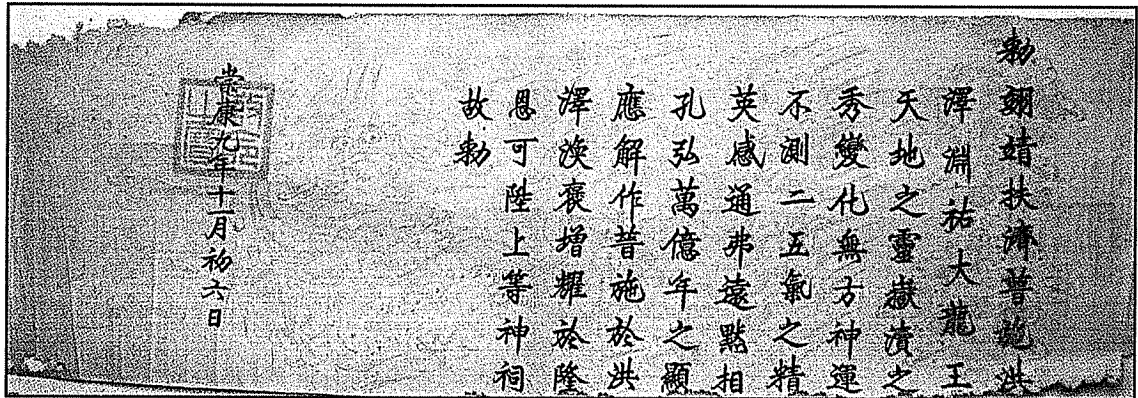 勅翊靖扶濟普施洪
澤淵祐大龍王
天地之靈嶽瀆之
秀變化無方神運
不測二五氣之精
英感通弗遠黙相
孔弘萬億年之顯
應解作普施於洪
澤渙褒增耀於隆
恩可陞上等神祠
故勅
崇康九年十一月初六日